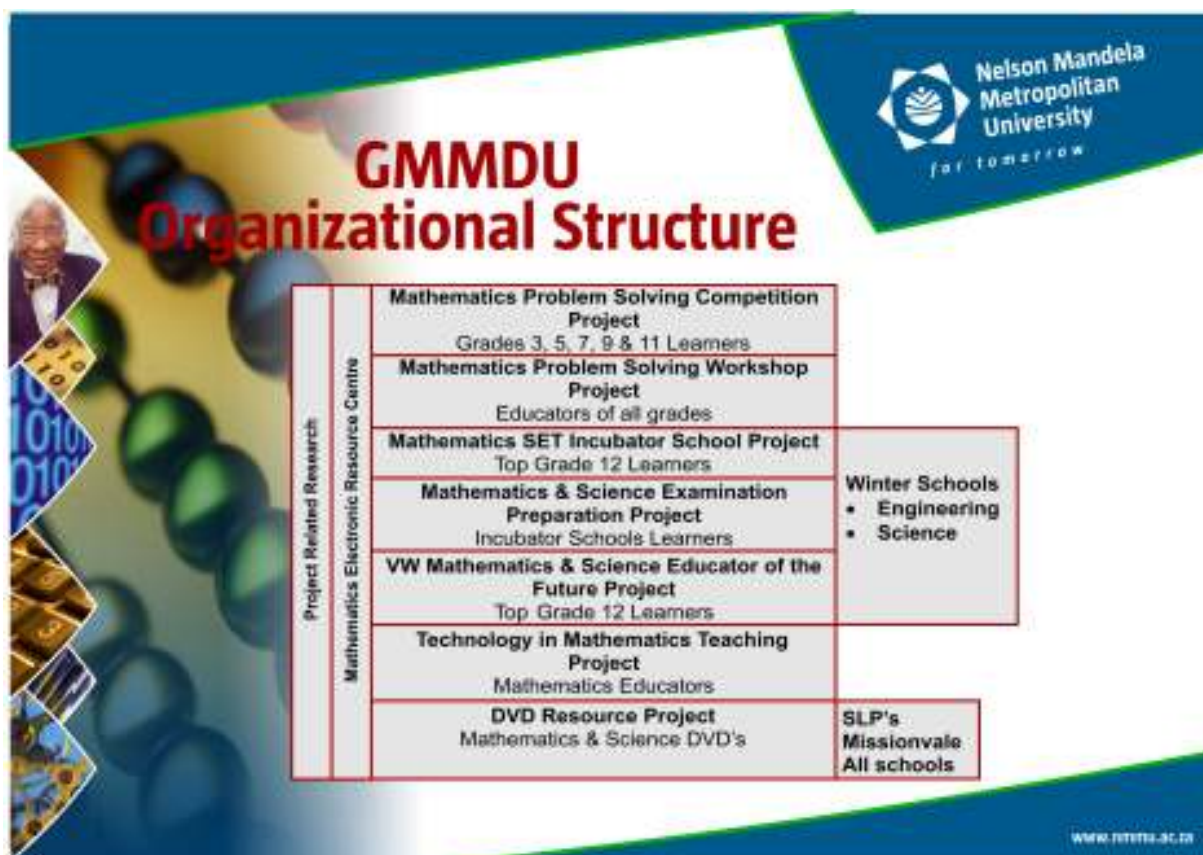 Nelson Mandela
Metropolitan
University
for tomorrow
GMMDU
Organizational Structure
Project Related Research
Mathematics Electronic Resource Centre
Mathematics Problem Solving Competition
Project
Grades 3, 5, 7, 9 & 11 Learners
Mathematics Problem Solving Workshop
Project
Educators of all grades
Mathematics SET Incubator School Project
Top Grade 12 Learners
Mathematics & Science Examination
Preparation Project
Incubator Schools Learners
VW Mathematics & Science Educator of the
Future Project
Top Grade 12 Learners
Winter Schools
• Engineering
• Science
Technology in Mathematics Teaching
Project
Mathematics Educators
DVD Resource Project
Mathematics & Science DVD's
SLP's
Missionvale
All schools
www.nmmu.ac.za